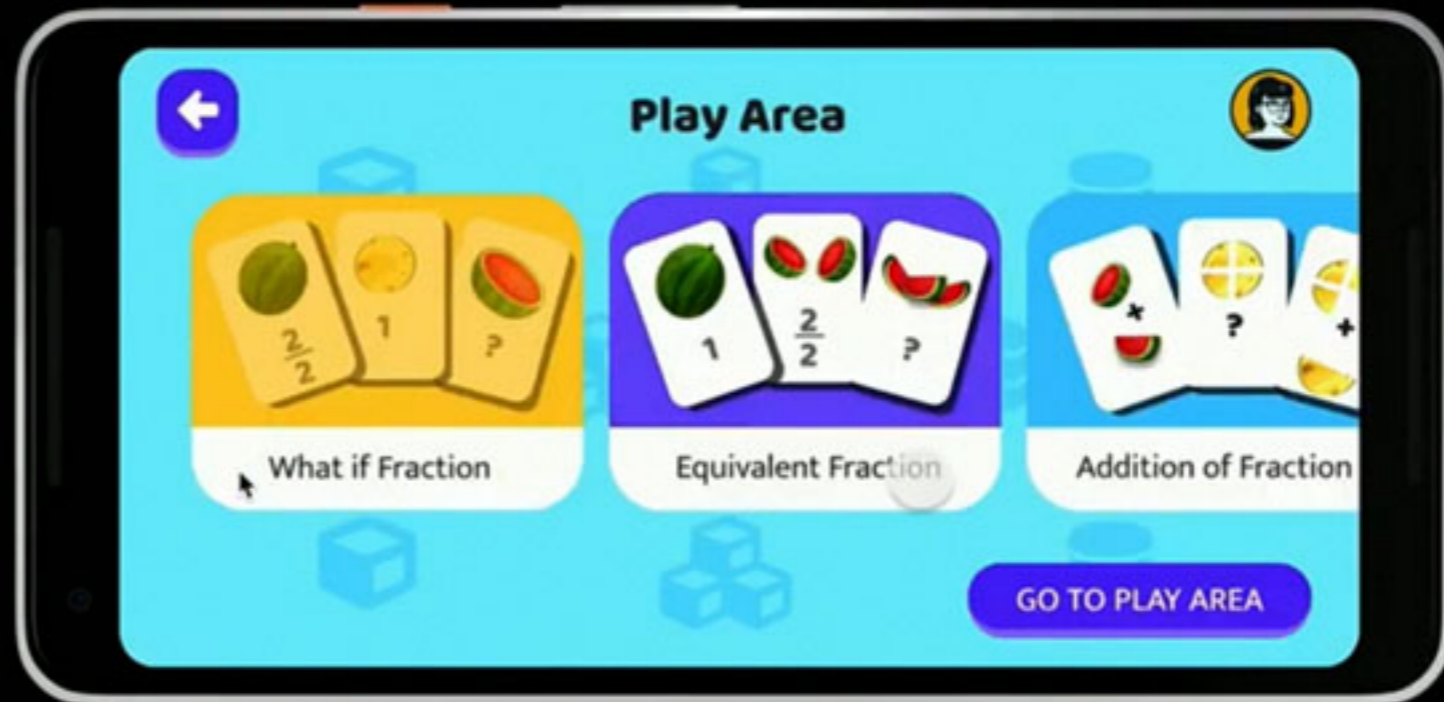 Play Area
2
2
1
?
1
2
2
?
+
?
+
What if Fraction
Equivalent Fraction
Addition of Fraction
GO TO PLAY AREA